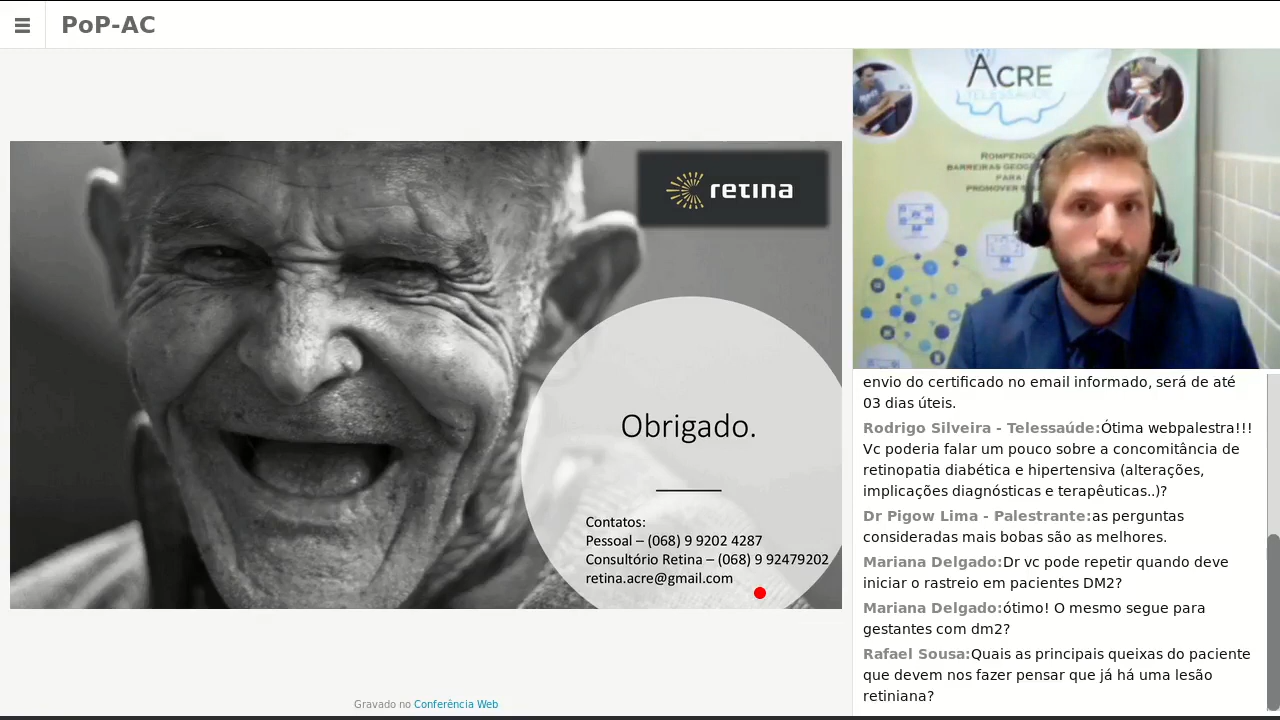 PoP-AC
retina
Obrigado.
Contatos:
Pessoal – (068) 9 9202 4287
Consultório Retina – (068) 9 92479202
retina.acre@gmail.com
Gravado no Conferência Web
ACRE
TELESSAÚDE
ROMPENDO
BARREIRAS
PARA
PROMOVER
envio do certificado no email informado, será de até
03 dias úteis.
Rodrigo Silveira - Telessaúde:Ótima webpalestra!!!
Vc poderia falar um pouco sobre a concomitância de
retinopatia diabética e hipertensiva (alterações,
implicações diagnósticas e terapêuticas..)?
Dr Pigow Lima - Palestrante:as perguntas
consideradas mais bobas são as melhores.
Mariana Delgado:Dr vc pode repetir quando deve
iniciar o rastreio em pacientes DM2?
Mariana Delgado:ótimo! O mesmo segue para
gestantes com dm2?
Rafael Sousa:Quais as principais queixas do paciente
que devem nos fazer pensar que já há uma lesão
retiniana?